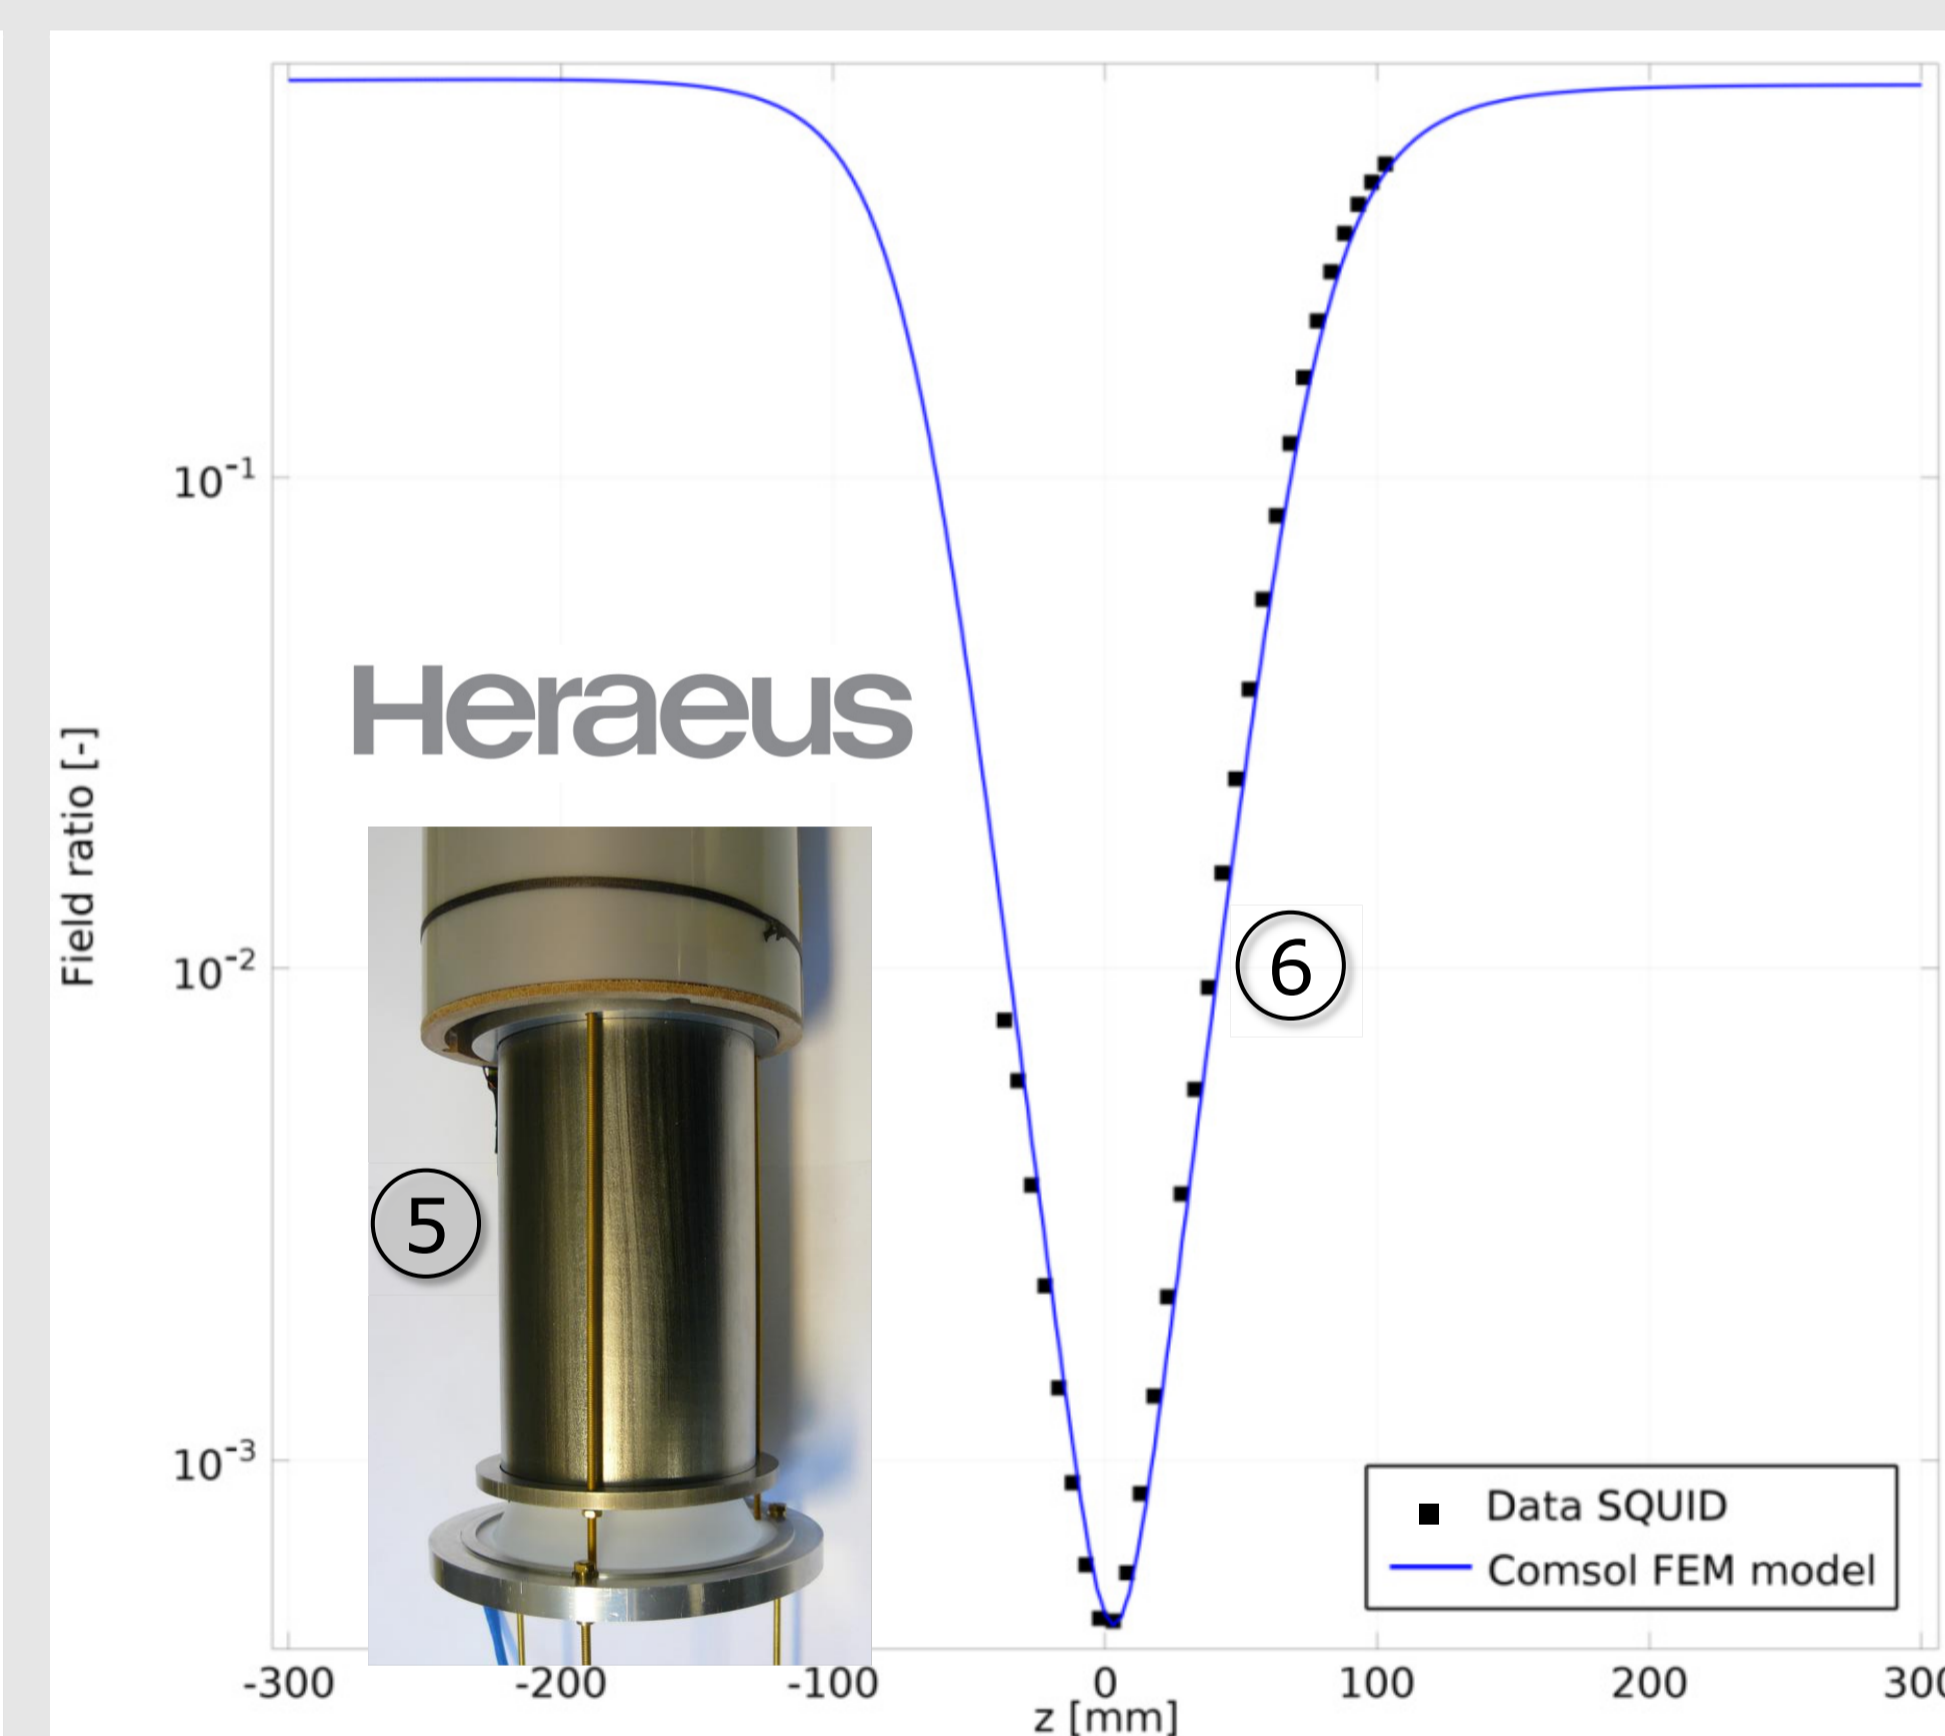 10⁻¹
Heraeus
Field ratio [-]
10⁻²
6
5
10⁻³
Data SQUID
Comsol FEM model
-300 -200 -100 0 100 200 300
z [mm]